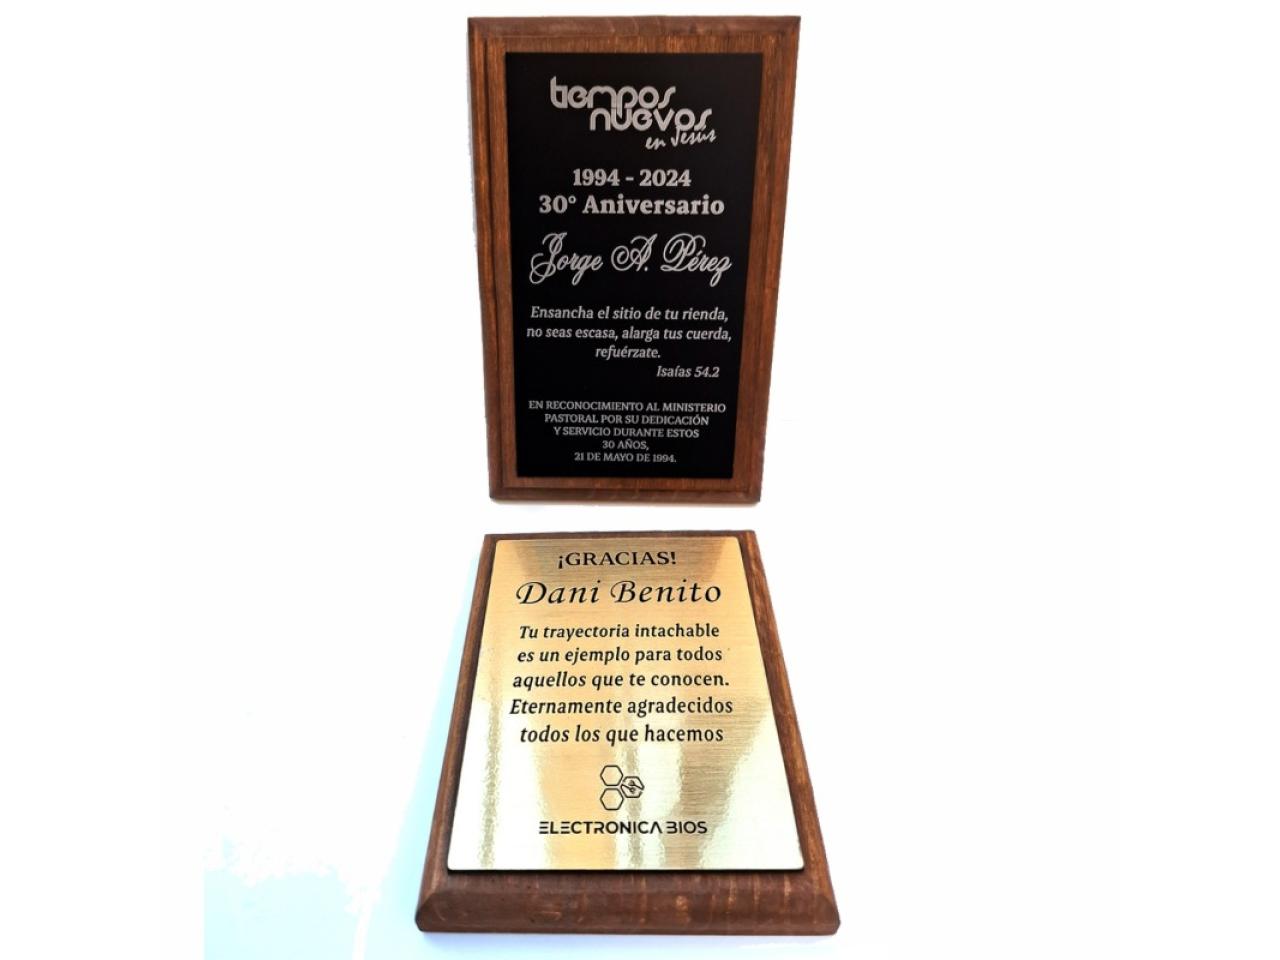 tiempos
nuevos
en Jesús
1994 - 2024
30° Aniversario
Jorge A. Pérez
Ensancha el sitio de tu rienda,
no seas escasa, alarga tus cuerda,
refuérzate.
Isaías 54.2
EN RECONOCIMIENTO AL MINISTERIO
PASTORAL POR SU DEDICACIÓN
Y SERVICIO DURANTE ESTOS
30 AÑOS,
21 DE MAYO DE 1994.
¡GRACIAS!
Dani Benito
Tu trayectoria intachable
es un ejemplo para todos
aquellos que te conocen.
Eternamente agradecidos
todos los que hacemos
ELECTRONICA BIOS